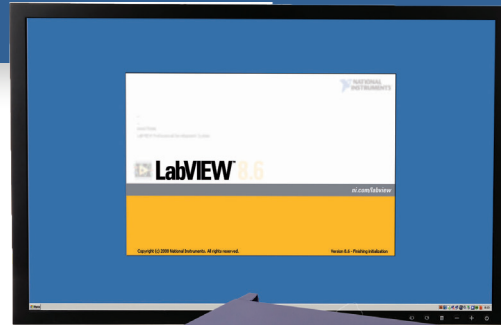 NATIONAL
INSTRUMENTS
LabVIEW™ 8.6
ni.com/labview
Copyright (c) 2008 National Instruments. All rights reserved.
Version 8.6 - Finishing initialization